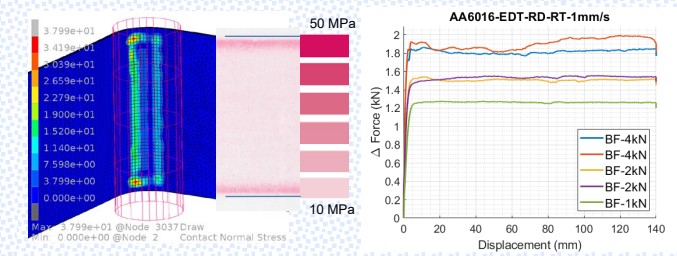 3.799e+01
3.419e+01
3.039e+01
2.659e+01
2.279e+01
1.900e+01
1.520e+01
1.140e+01
7.598e+00
3.799e+00
0.000e+00
Max 3.799e+01 @Node 3037 Draw
Min 0.000e+00 @Node 2 Contact Normal Stress
50 MPa
10 MPa
AA6016-EDT-RD-RT-1mm/s
Δ Force (kN)
2
1.8
1.6
1.4
1.2
1
0.8
0.6
0.4
0.2
0
0 20 40 60 80 100 120 140
Displacement (mm)
BF-4kN
BF-4kN
BF-2kN
BF-2kN
BF-1kN